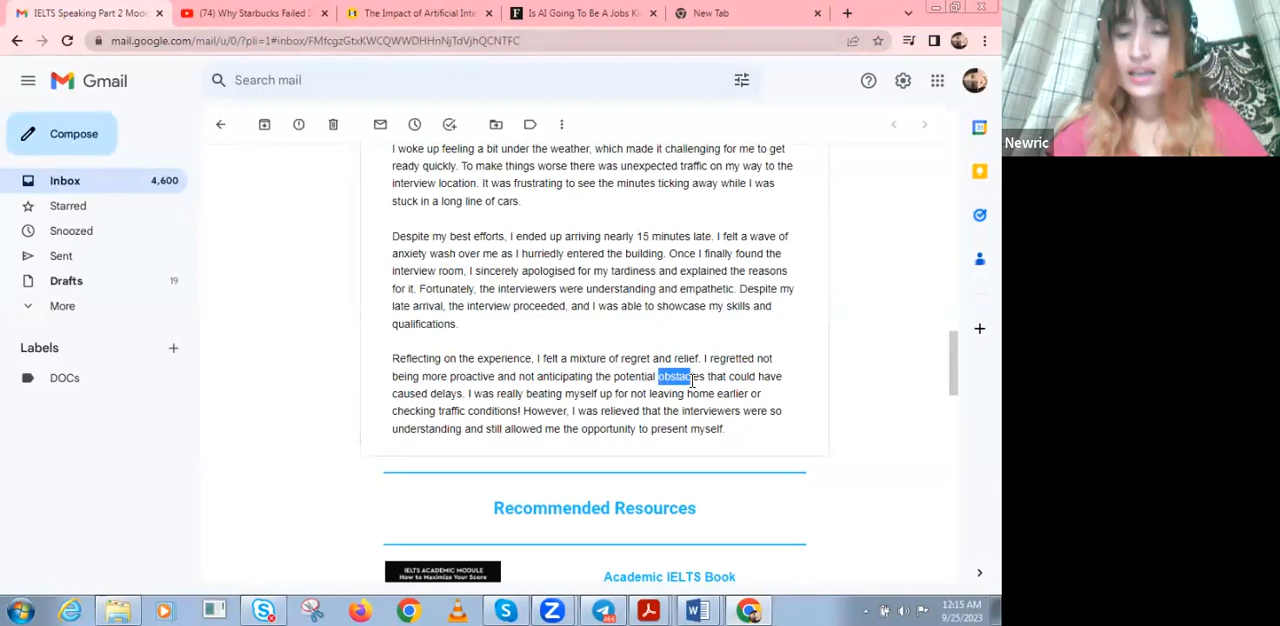 IELTS Speaking Part 2 Mode
(74) Why Starbucks Failed I
The Impact of Artificial Inte
Is AI Going To Be A Jobs Ki
New Tab
mail.google.com/mail/u/0/?pli=1#inbox/FMfcgzGtxKWCQWWDHHnNjTdVjhQCNTFC
Gmail
Search mail
Compose
Inbox 4,600
Starred
Snoozed
Sent
Drafts 19
More
Labels
DOCs
I woke up feeling a bit under the weather, which made it challenging for me to get
ready quickly. To make things worse there was unexpected traffic on my way to the
interview location. It was frustrating to see the minutes ticking away while I was
stuck in a long line of cars.
Despite my best efforts, I ended up arriving nearly 15 minutes late. I felt a wave of
anxiety wash over me as I hurriedly entered the building. Once I finally found the
interview room, I sincerely apologised for my tardiness and explained the reasons
for it. Fortunately, the interviewers were understanding and empathetic. Despite my
late arrival, the interview proceeded, and I was able to showcase my skills and
qualifications.
Reflecting on the experience, I felt a mixture of regret and relief. I regretted not
being more proactive and not anticipating the potential obstacles that could have
caused delays. I was really beating myself up for not leaving home earlier or
checking traffic conditions! However, I was relieved that the interviewers were so
understanding and still allowed me the opportunity to present myself.
Recommended Resources
IELTS ACADEMIC MODULE
How to Maximize Your Score
Academic IELTS Book
Newric
12:15 AM
9/25/2023